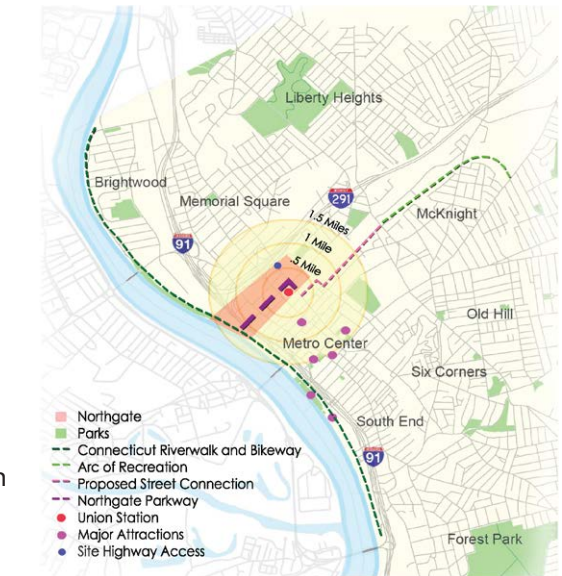 Liberty Heights
Brightwood
Memorial Square
291
McKnight
1.5 Miles
91
1 Mile
.5 Mile
Old Hill
Metro Center
Six Corners
Northgate
Parks
South End
Connecticut Riverwalk and Bikeway
91
Arc of Recreation
Proposed Street Connection
Northgate Parkway
Union Station
Major Attractions
Site Highway Access
Forest Park